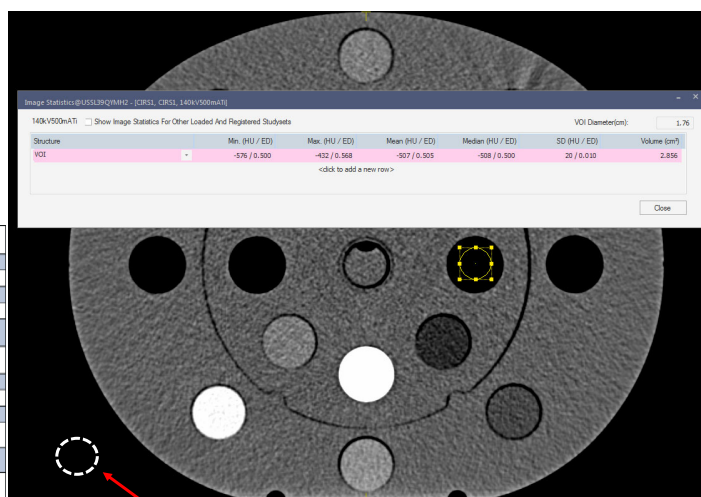 Image Statistics@USSL39QYMH2 - [CIRS1, CIRS1, 140kV500mATi]
140kV500mATi Show Image Statistics For Other Loaded And Registered Studysets VOI Diameter(cm): 1.76
Structure Min. (HU / ED) Max. (HU / ED) Mean (HU / ED) Median (HU / ED) SD (HU / ED) Volume (cm³)
VOI -576 / 0.500 -432 / 0.568 -507 / 0.505 -508 / 0.500 20 / 0.010 2.856
<click to add a new row>
Close